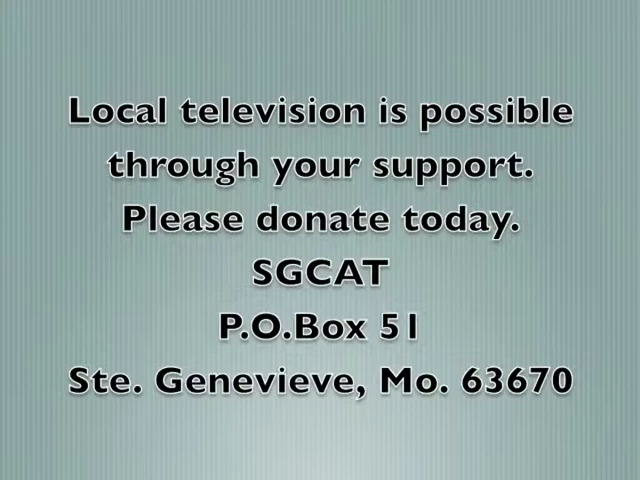 Local television is possible
through your support.
Please donate today.
SGCAT
P.O.Box 51
Ste. Genevieve, Mo. 63670